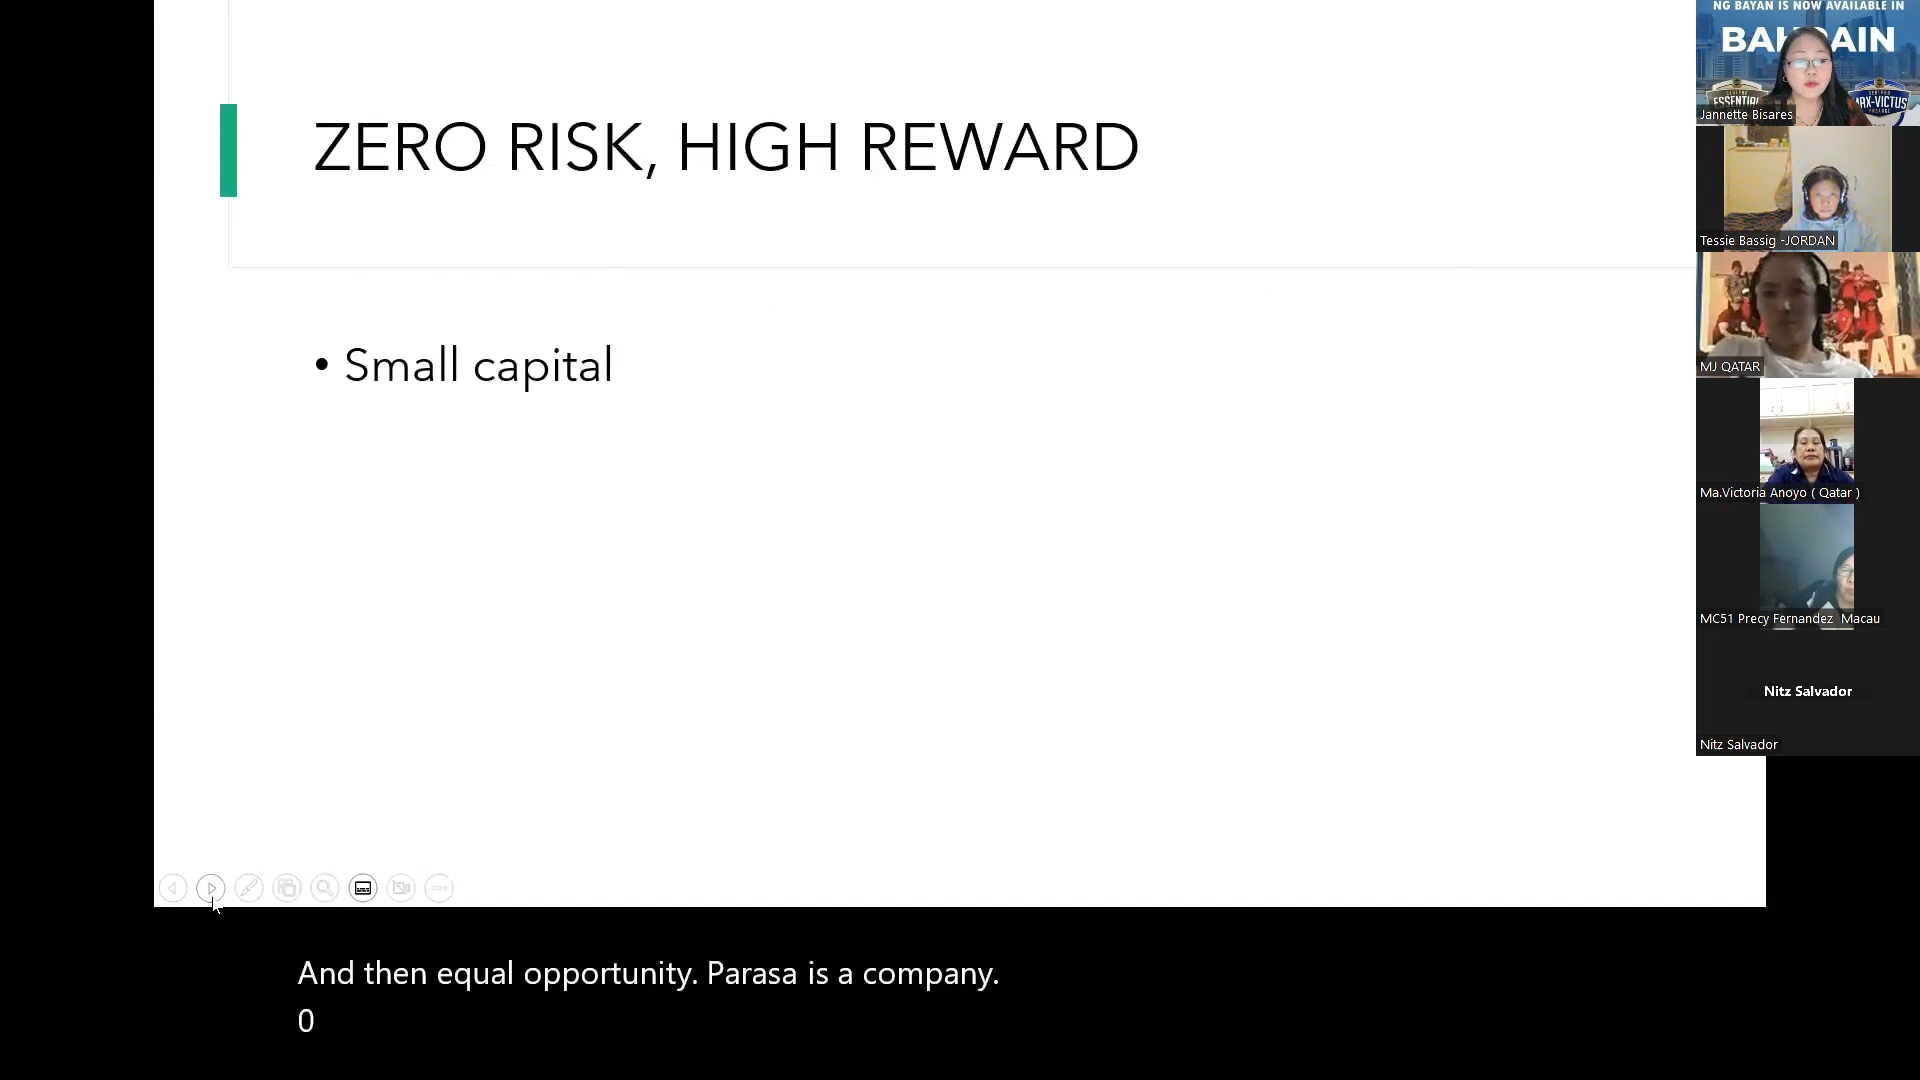 ZERO RISK, HIGH REWARD
• Small capital
And then equal opportunity. Parasa is a company.
0
NG BAYAN IS NOW AVAILABLE IN
Jannette Bisares
Tessie Bassig -JORDAN
MJ QATAR
Ma.Victoria Anoyo ( Qatar )
MC51 Precy Fernandez Macau
Nitz Salvador
Nitz Salvador